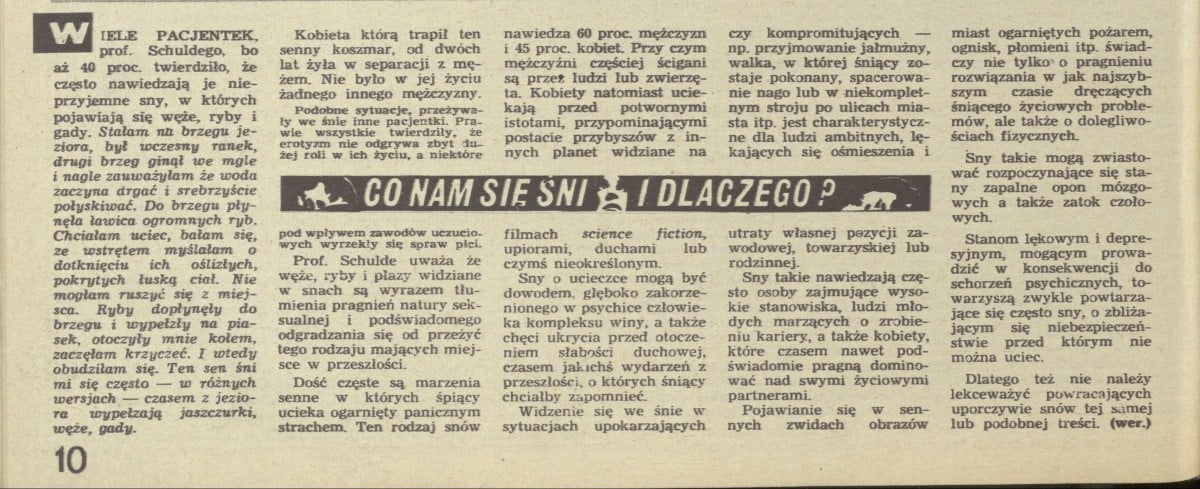 WIELE PACJENTEK,
prof. Schuldego, bo
aż 40 proc. twierdziło, że
często nawiedzają je nie-
przyjemne sny, w których
pojawiają się węże, ryby i
gady. Stałam na brzegu je-
ziora, był wczesny ranek,
drugi brzeg ginął we mgle
i nagle zauważyłam że woda
zaczyna drgać i srebrzyście
połyskiwać. Do brzegu pły-
nęła ławica ogromnych ryb.
Chciałam uciec, bałam się,
ze wstrętem myślałam o
dotknięciu ich oślizłych,
pokrytych łuską ciał. Nie
mogłam ruszyć się z miej-
sca. Ryby dopłynęły do
brzegu i wypełzły na pia-
sek, otoczyły mnie kołem,
zaczęłam krzyczeć. I wtedy
obudziłam się. Ten sen śni
mi się często — w różnych
wersjach — czasem z jezio-
ra wypełzają jaszczurki,
węże, gady.
Kobieta którą trapił ten
senny koszmar, od dwóch
lat żyła w separacji z mę-
żem. Nie było w jej życiu
żadnego innego mężczyzny.
Podobne sytuacje, przeżywa-
ły we śnie inne pacjentki. Pra-
wie wszystkie twierdziły, że
erotyzm nie odgrywa zbyt du-
żej roli w ich życiu, a niektóre
CO NAM SIĘ ŚNI I DLACZEGO?
pod wpływem zawodów uczucio-
wych wyrzekły się spraw płci.
Prof. Schulde uważa że
węże, ryby i płazy widziane
w snach są wyrazem tłu-
mienia pragnień natury sek-
sualnej i podświadomego
odgradzania się od przeżyć
tego rodzaju mających miej-
sce w przeszłości.
Dość częste są marzenia
senne w których śpiący
ucieka ogarnięty panicznym
strachem. Ten rodzaj snów
nawiedza 60 proc. mężczyzn
i 45 proc. kobiet. Przy czym
mężczyźni częściej ścigani
są przez ludzi lub zwierzę-
ta. Kobiety natomiast ucie-
kają przed potwornymi
istotami, przypominającymi
postacie przybyszów z in-
nych planet widziane na
filmach science fiction,
upiorami, duchami lub
czymś nieokreślonym.
Sny o ucieczce mogą być
dowodem, głęboko zakorze-
nionego w psychice człowie-
ka kompleksu winy, a także
chęci ukrycia przed otocze-
niem słabości duchowej,
czasem jakichś wydarzeń z
przeszłości, o których śniący
chciałby zapomnieć.
Widzenie się we śnie w
sytuacjach upokarzających
czy kompromitujących —
np. przyjmowanie jałmużny,
walka, w której śniący zo-
staje pokonany, spacerowa-
nie nago lub w niekomplet-
nym stroju po ulicach mia-
sta itp. jest charakterystycz-
ne dla ludzi ambitnych, lę-
kających się ośmieszenia i
utraty własnej pozycji za-
wodowej, towarzyskiej lub
rodzinnej.
Sny takie nawiedzają czę-
sto osoby zajmujące wyso-
kie stanowiska, ludzi mło-
dych marzących o zrobie-
niu kariery, a także kobiety,
które czasem nawet pod-
świadomie pragną domino-
wać nad swymi życiowymi
partnerami.
Pojawianie się w sen-
nych zwidach obrazów
miast ogarniętych pożarem,
ognisk, płomieni itp. świad-
czy nie tylko o pragnieniu
rozwiązania w jak najszyb-
szym czasie dręczących
śniącego życiowych proble-
mów, ale także o dolegliwo-
ściach fizycznych.
Sny takie mogą zwiasto-
wać rozpoczynające się sta-
ny zapalne opon mózgo-
wych a także zatok czoło-
wych.
Stanom lękowym i depre-
syjnym, mogącym prowa-
dzić w konsekwencji do
schorzeń psychicznych, to-
warzyszą zwykle powtarza-
jące się często sny, o zbliża-
jącym się niebezpieczeń-
stwie przed którym nie
można uciec.
Dlatego też nie należy
lekceważyć powracających
uporczywie snów tej samej
lub podobnej treści. (wer.)
10